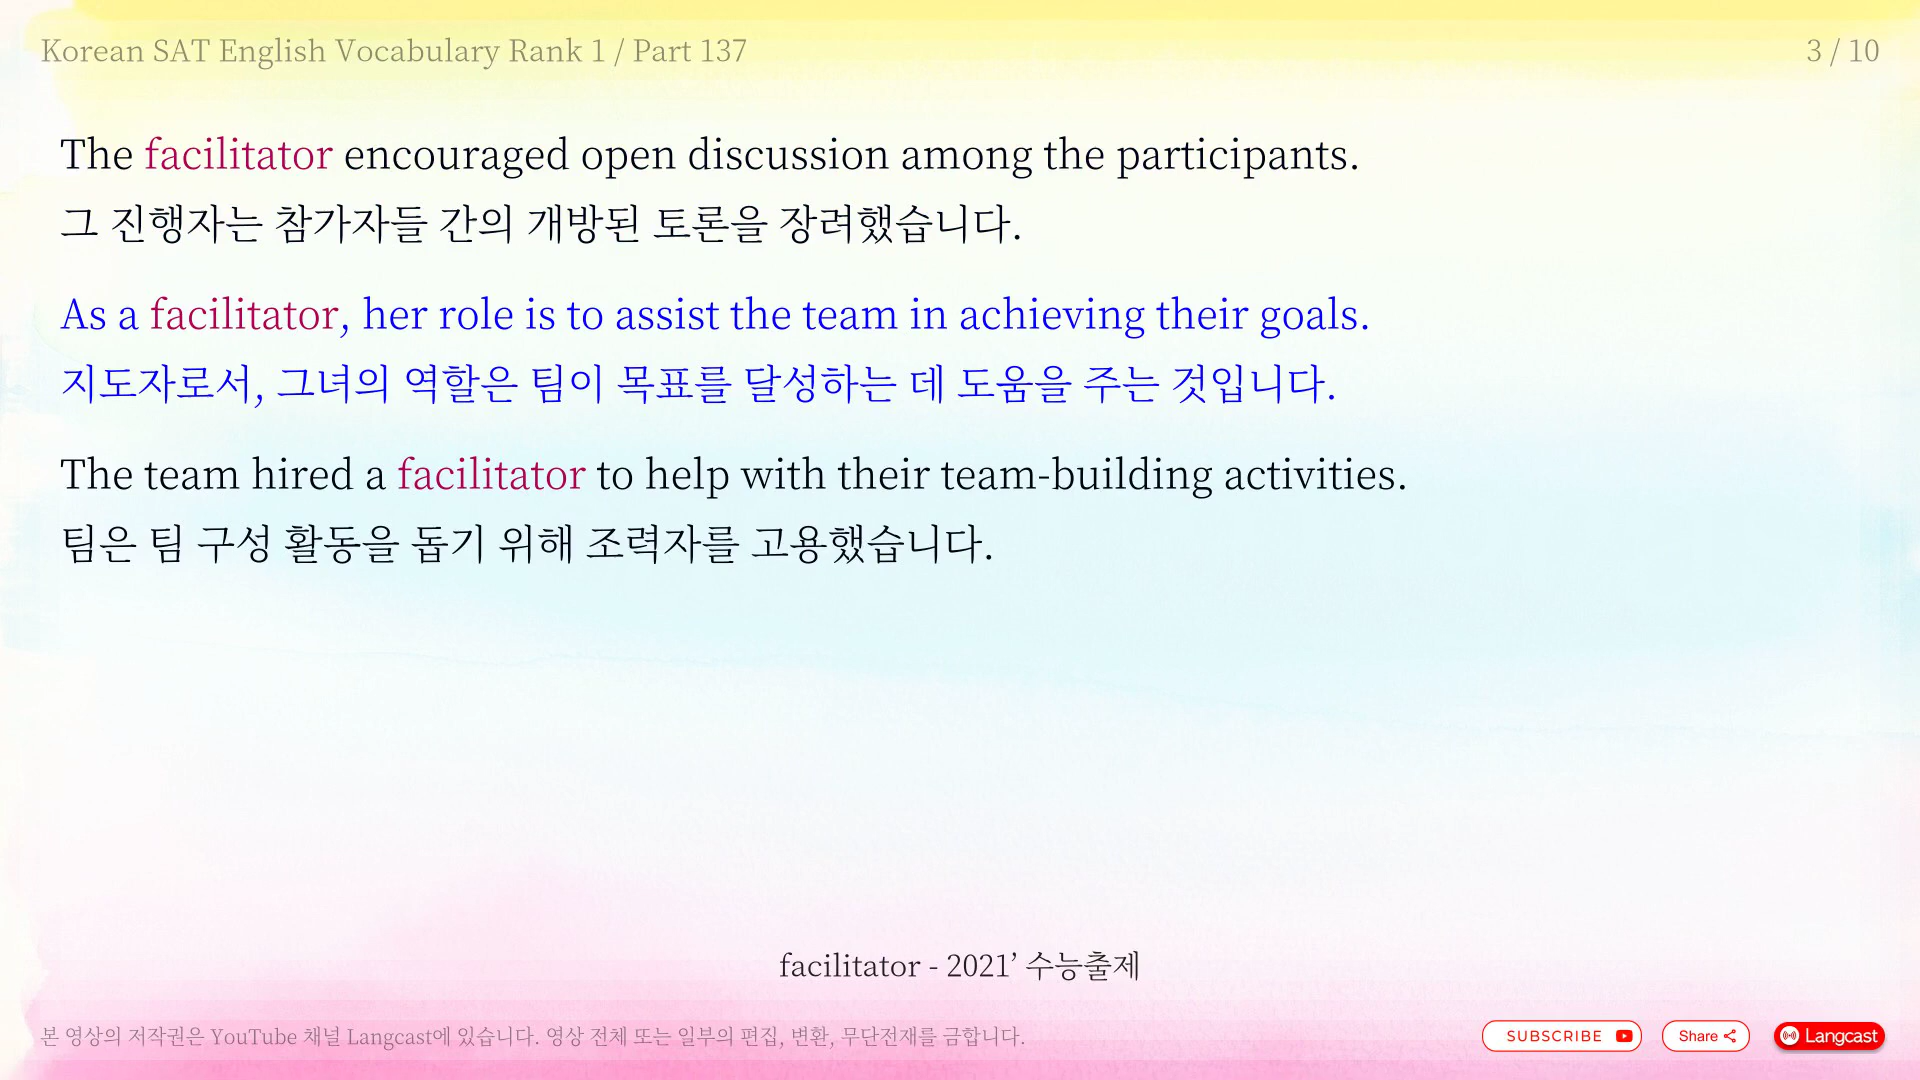 Korean SAT English Vocabulary Rank 1 / Part 137
3 / 10
The facilitator encouraged open discussion among the participants.
그 진행자는 참가자들 간의 개방된 토론을 장려했습니다.
As a facilitator, her role is to assist the team in achieving their goals.
지도자로서, 그녀의 역할은 팀이 목표를 달성하는 데 도움을 주는 것입니다.
The team hired a facilitator to help with their team-building activities.
팀은 팀 구성 활동을 돕기 위해 조력자를 고용했습니다.
facilitator - 2021’ 수능출제
본 영상의 저작권은 YouTube 채널 Langcast에 있습니다. 영상 전체 또는 일부의 편집, 변환, 무단전재를 금합니다.
SUBSCRIBE
Share
Langcast